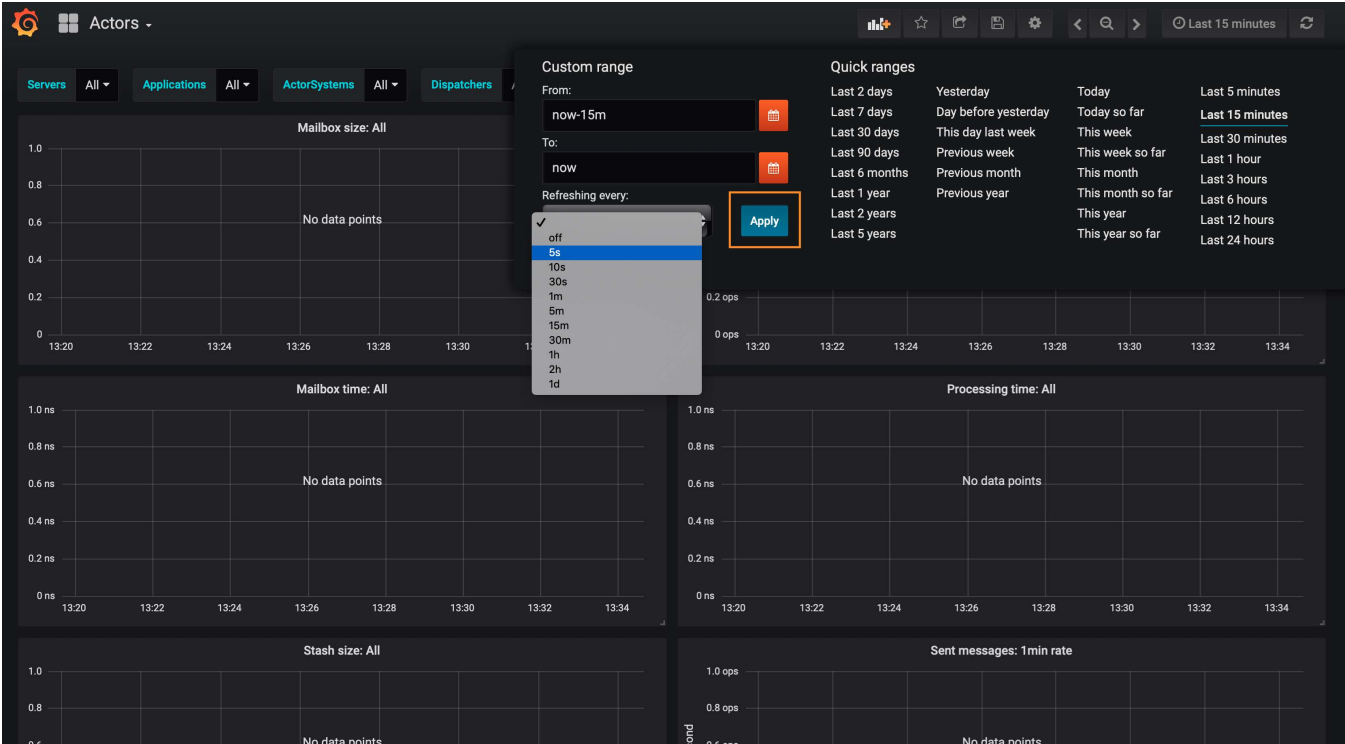 Actors
Last 15 minutes
Servers All Applications All ActorSystems All Dispatchers
Custom range
From:
now-15m
To:
now
Refreshing every:
✓
off
5s
10s
30s
1m
5m
15m
30m
1h
2h
1d
Apply
Quick ranges
Last 2 days
Last 7 days
Last 30 days
Last 90 days
Last 6 months
Last 1 year
Last 2 years
Last 5 years
Yesterday
Day before yesterday
This day last week
Previous week
Previous month
Previous year
Today
Today so far
This week
This week so far
This month
This month so far
This year
This year so far
Last 5 minutes
Last 15 minutes
Last 30 minutes
Last 1 hour
Last 3 hours
Last 6 hours
Last 12 hours
Last 24 hours
Mailbox size: All
1.0
0.8
0.6
0.4
0.2
0
No data points
13:20 13:22 13:24 13:26 13:28 13:30
0.2 ops
0 ops
13:20 13:22 13:24 13:26 13:28 13:30 13:32 13:34
Mailbox time: All
1.0 ns
0.8 ns
0.6 ns
0.4 ns
0.2 ns
0 ns
No data points
13:20 13:22 13:24 13:26 13:28 13:30 13:32 13:34
Processing time: All
1.0 ns
0.8 ns
0.6 ns
0.4 ns
0.2 ns
0 ns
No data points
13:20 13:22 13:24 13:26 13:28 13:30 13:32 13:34
Stash size: All
1.0
0.8
0.6
No data points
Sent messages: 1min rate
1.0 ops
0.8 ops
0.6 ops
No data points